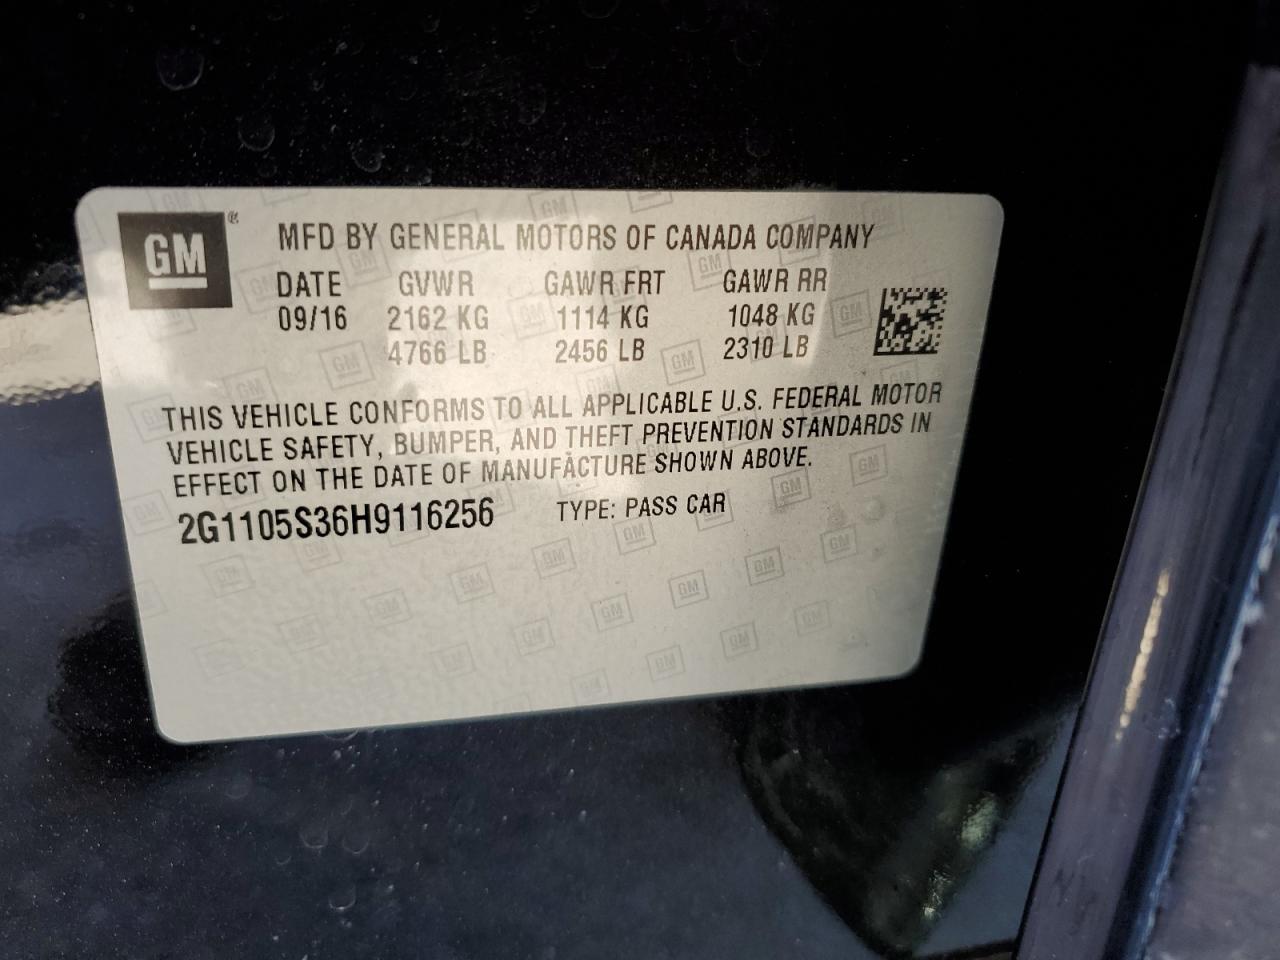 GM ®
MFD BY GENERAL MOTORS OF CANADA COMPANY
DATE GVWR GAWR FRT GAWR RR
09/16 2162 KG 1114 KG 1048 KG
4766 LB 2456 LB 2310 LB
THIS VEHICLE CONFORMS TO ALL APPLICABLE U.S. FEDERAL MOTOR
VEHICLE SAFETY, BUMPER, AND THEFT PREVENTION STANDARDS IN
EFFECT ON THE DATE OF MANUFACTURE SHOWN ABOVE.
2G1105S36H9116256 TYPE: PASS CAR